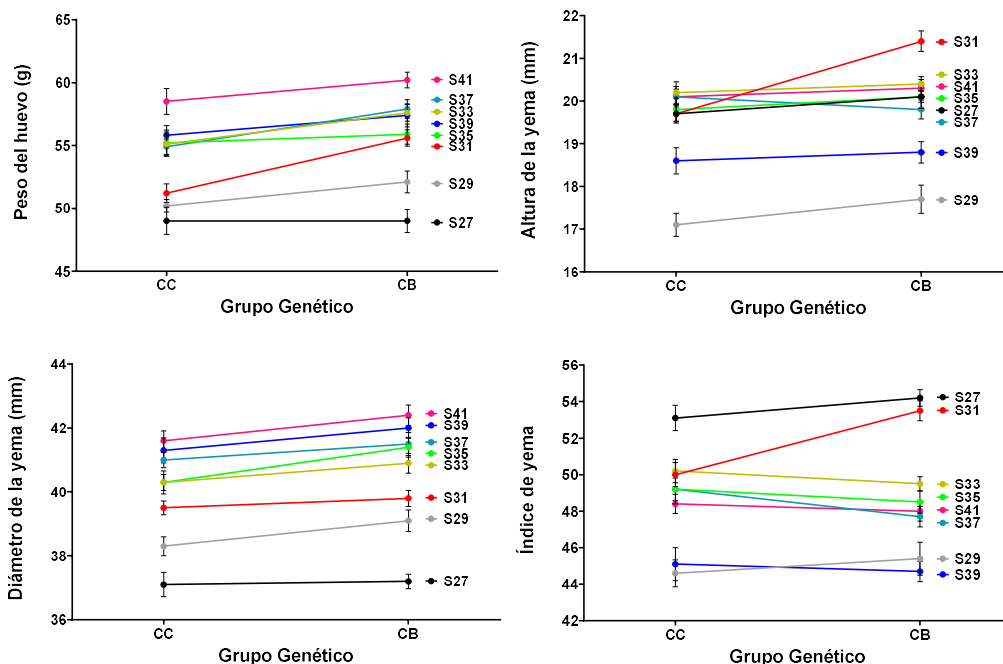 Peso del huevo (g)
65
60
55
50
45
CC
CB
Grupo Genético
S41
S37
S33
S39
S35
S31
S29
S27
Altura de la yema (mm)
22
21
20
19
18
17
16
CC
CB
Grupo Genético
S31
S33
S41
S35
S27
S37
S39
S29
Diámetro de la yema (mm)
44
42
40
38
36
CC
CB
Grupo Genético
S41
S39
S37
S35
S33
S31
S29
S27
Índice de yema
56
54
52
50
48
46
44
42
CC
CB
Grupo Genético
S27
S31
S33
S35
S41
S37
S29
S39